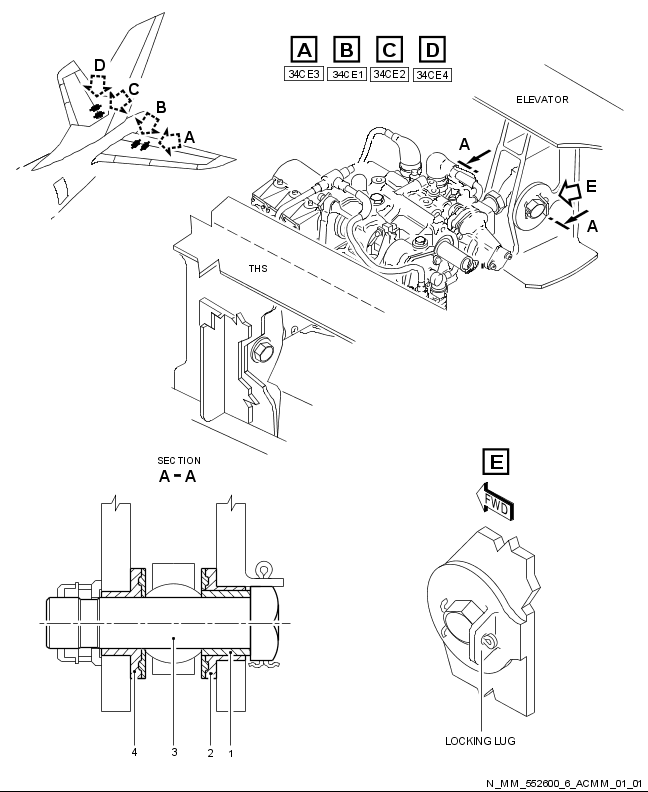 A B C D
34CE3 34CE1 34CE2 34CE4
D
C
B
A
ELEVATOR
A
E
A
THS
SECTION
A-A
E
FWD
4 3 2 1
LOCKING LUG
N_MM_552600_6_ACMM_01_01